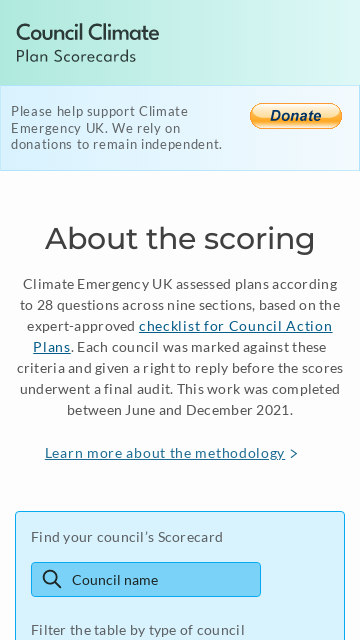 Council Climate
Plan Scorecards
Please help support Climate
Emergency UK. We rely on
donations to remain independent.
Donate
About the scoring
Climate Emergency UK assessed plans according
to 28 questions across nine sections, based on the
expert-approved checklist for Council Action
Plans. Each council was marked against these
criteria and given a right to reply before the scores
underwent a final audit. This work was completed
between June and December 2021.
Learn more about the methodology
Find your council’s Scorecard
Council name
Filter the table by type of council